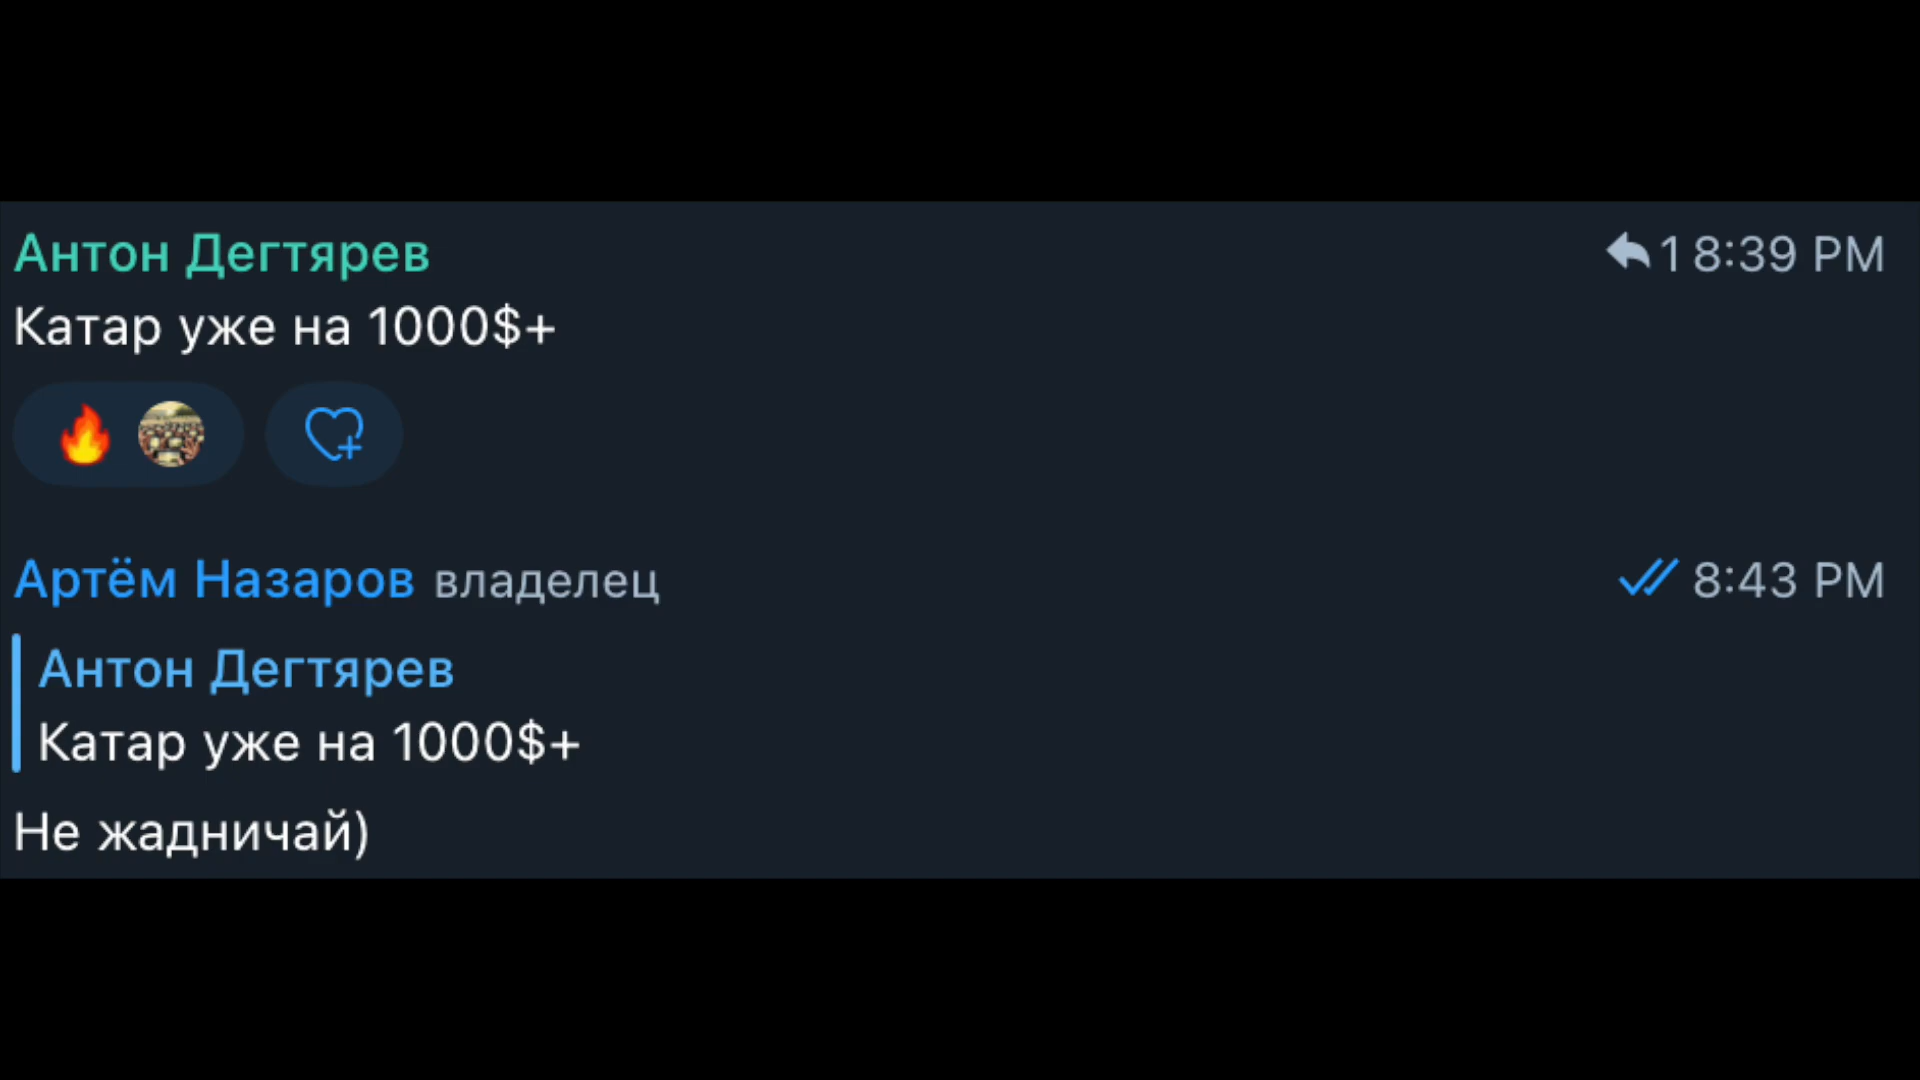 Антон Дегтярев 1 8:39 PM
Катар уже на 1000$+
Артём Назаров владелец 8:43 PM
Антон Дегтярев
Катар уже на 1000$+
Не жадничай)